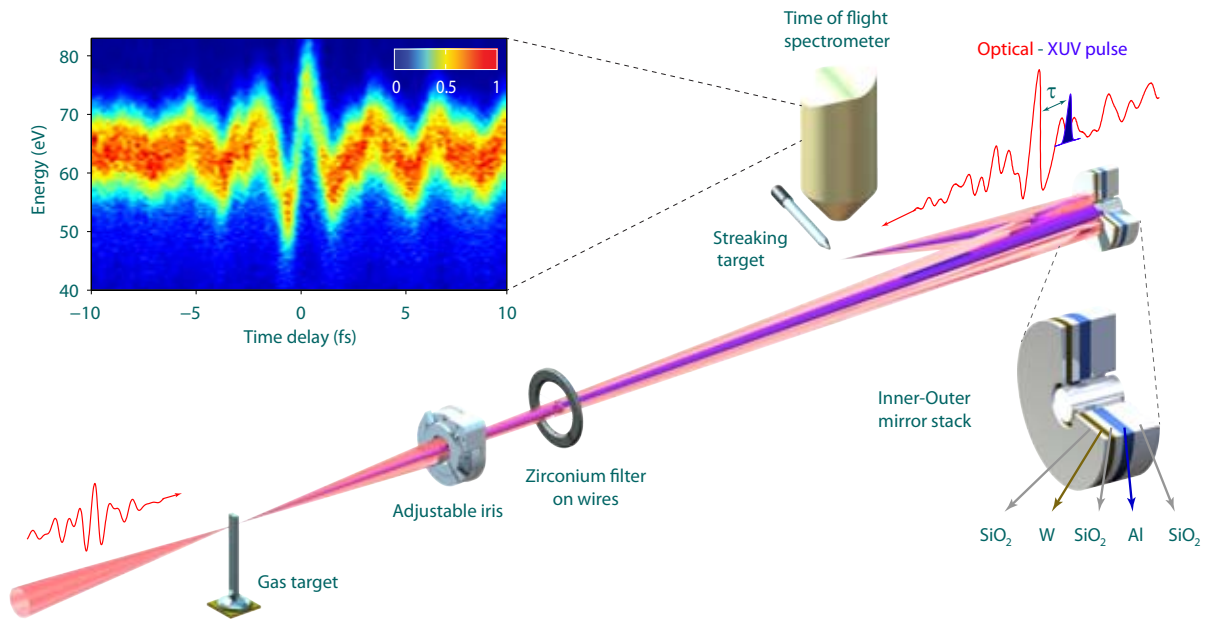 Time of flight
spectrometer
Optical - XUV pulse
τ
80
70
60
50
40
Energy (eV)
0 0.5 1
−10 −5 0 5 10
Time delay (fs)
Streaking
target
Inner-Outer
mirror stack
Zirconium filter
on wires
Adjustable iris
Gas target
SiO₂ W SiO₂ Al SiO₂